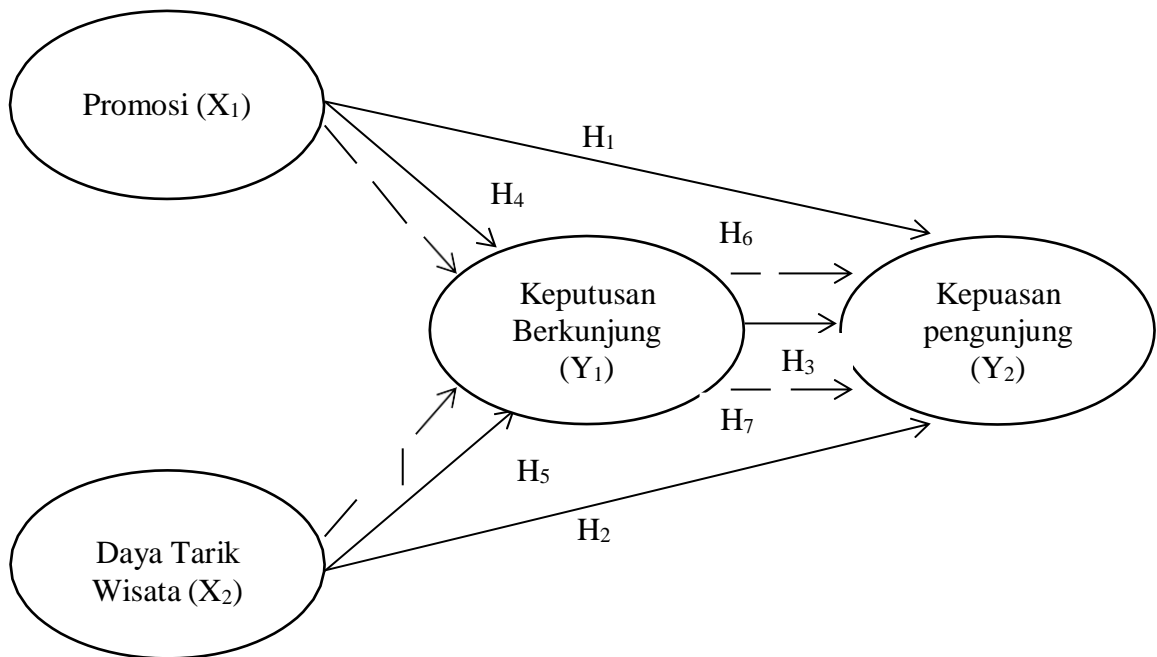 Promosi (X₁)
H₁
H₄
H₆
Keputusan
Berkunjung
(Y₁)
Kepuasan
pengunjung
(Y₂)
H₃
H₇
H₅
H₂
Daya Tarik
Wisata (X₂)